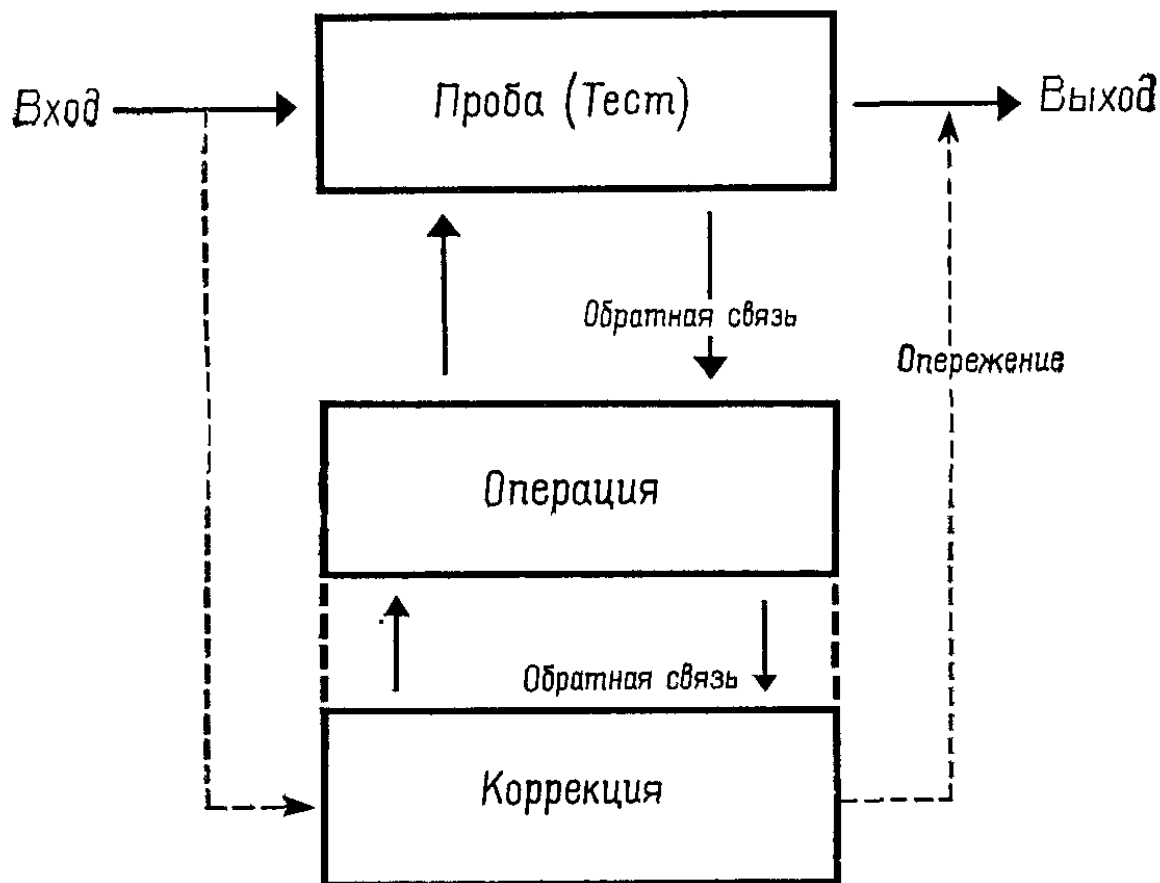 Вход
Проба (Тест)
Выход
Обратная связь
Опережение
Операция
Обратная связь
Коррекция